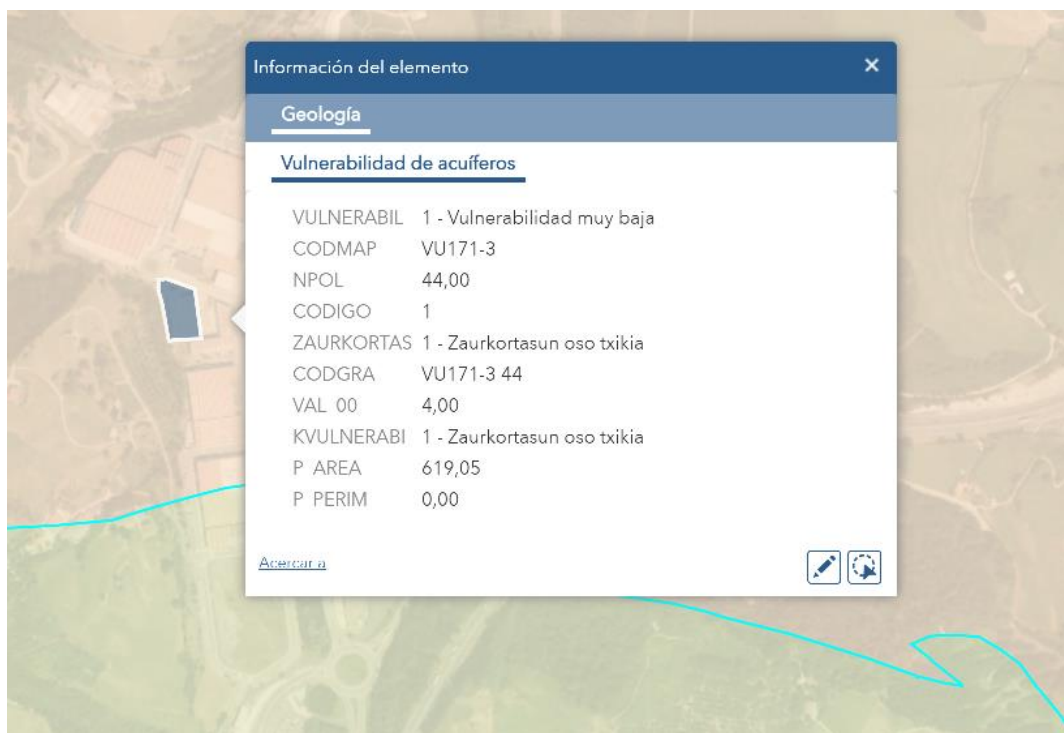 Información del elemento
Geología
Vulnerabilidad de acuíferos
VULNERABIL 1 - Vulnerabilidad muy baja
CODMAP VU171-3
NPOL 44,00
CODIGO 1
ZAURKORTAS 1 - Zaurkortasun oso txikia
CODGRA VU171-3 44
VAL 00 4,00
KVULNERABI 1 - Zaurkortasun oso txikia
P AREA 619,05
P PERIM 0,00
Acercar a